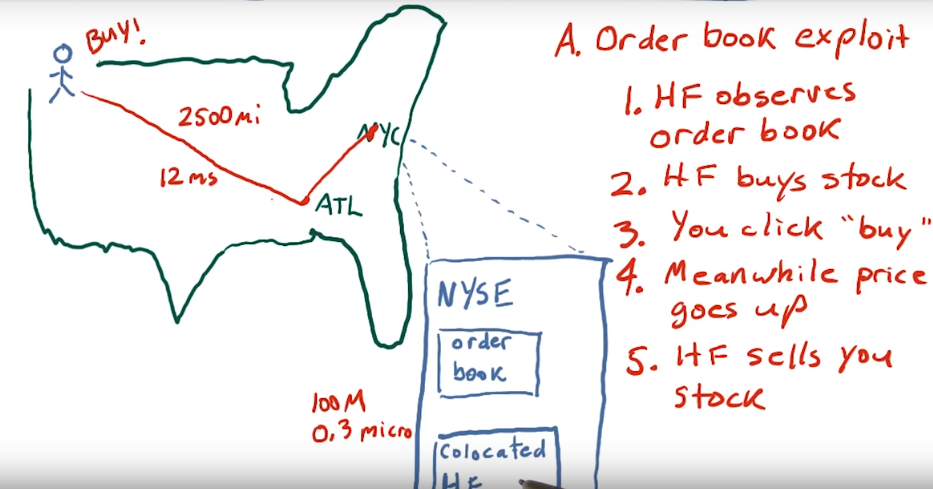 BUY!
2500mi
12ms
NYC
ATL
NYSE
order
book
100M
0,3 micro
Colocated
HF
A. Order book exploit
1. HF observes
order book
2. HF buys stock
3. You click "buy"
4. Meanwhile price
goes up
5. HF sells you
stock